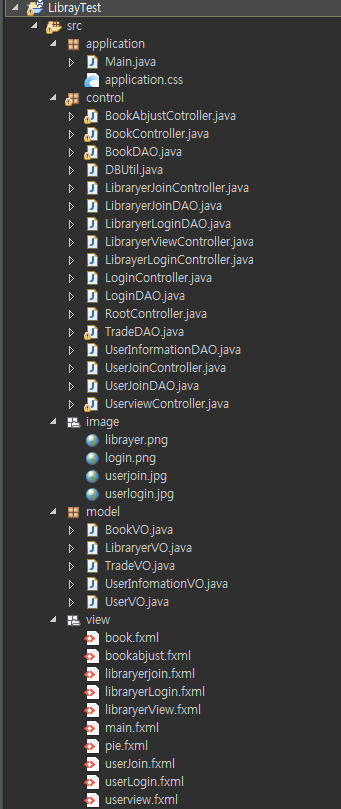 LibrayTest
src
application
Main.java
application.css
control
BookAbjustCotroller.java
BookController.java
BookDAO.java
DBUtil.java
LibraryerJoinController.java
LibraryerJoinDAO.java
LibraryerLoginDAO.java
LibraryerViewController.java
LibrayerLoginController.java
LoginController.java
LoginDAO.java
RootController.java
TradeDAO.java
UserInformationDAO.java
UserJoinController.java
UserJoinDAO.java
UserviewController.java
image
librayer.png
login.png
userjoin.jpg
userlogin.jpg
model
BookVO.java
LibraryerVO.java
TradeVO.java
UserInfomationVO.java
UserVO.java
view
book.fxml
bookabjust.fxml
libraryerjoin.fxml
libraryerLogin.fxml
libraryerView.fxml
main.fxml
pie.fxml
userJoin.fxml
userLogin.fxml
userview.fxml